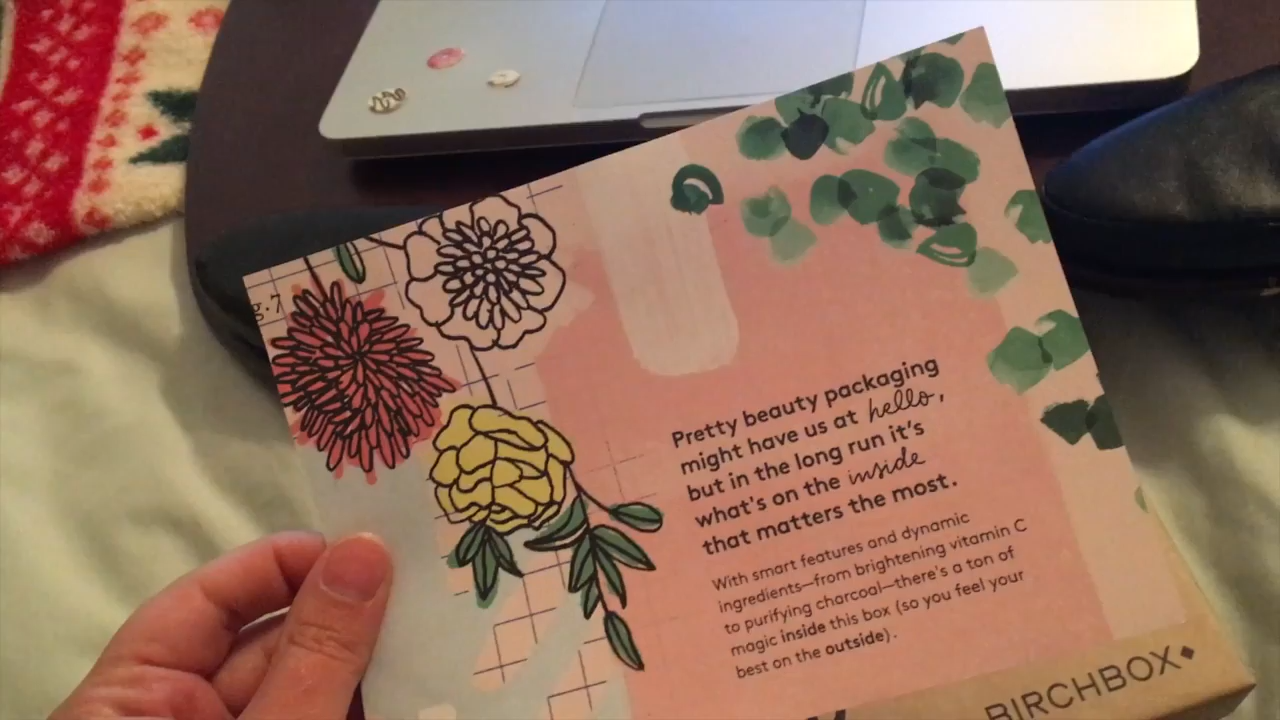 g.7
Pretty beauty packaging
might have us at hello,
but in the long run it's
what's on the inside
that matters the most.
With smart features and dynamic
ingredients—from brightening vitamin C
to purifying charcoal—there's a ton of
magic inside this box (so you feel your
best on the outside).
BIRCHBOX